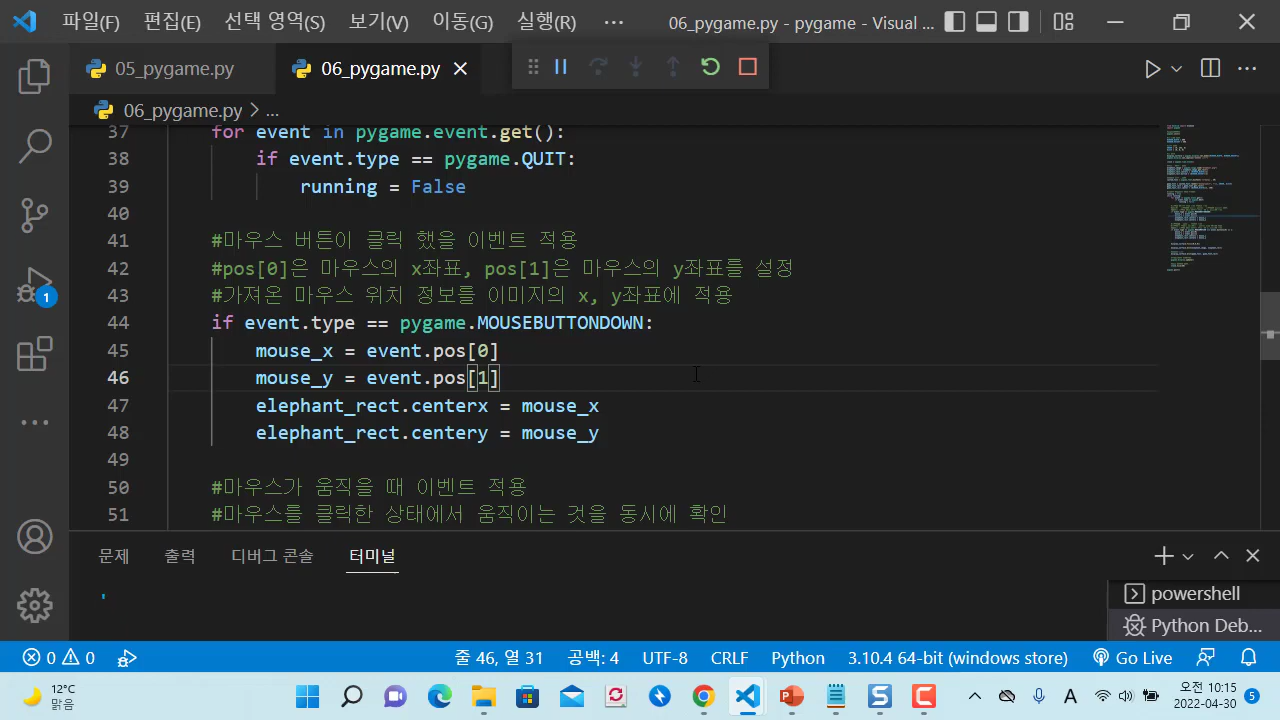 파일(F) 편집(E) 선택 영역(S) 보기(V) 이동(G) 실행(R) ··· 06_pygame.py - pygame - Visual ...
05_pygame.py 06_pygame.py
06_pygame.py > ...
37 for event in pygame.event.get():
38 if event.type == pygame.QUIT:
39 running = False
40
41 #마우스 버튼이 클릭 했을 이벤트 적용
42 #pos[0]은 마우스의 x좌표, pos[1]은 마우스의 y좌표를 설정
43 #가져온 마우스 위치 정보를 이미지의 x, y좌표에 적용
44 if event.type == pygame.MOUSEBUTTONDOWN:
45 mouse_x = event.pos[0]
46 mouse_y = event.pos[1]
47 elephant_rect.centerx = mouse_x
48 elephant_rect.centery = mouse_y
49
50 #마우스가 움직을 때 이벤트 적용
51 #마우스를 클릭한 상태에서 움직이는 것을 동시에 확인
1
문제 출력 디버그 콘솔 터미널
'
powershell
Python Deb...
0 0 줄 46, 열 31 공백: 4 UTF-8 CRLF Python 3.10.4 64-bit (windows store) Go Live
12°C
맑음
A
오전 10:15
2022-04-30
5